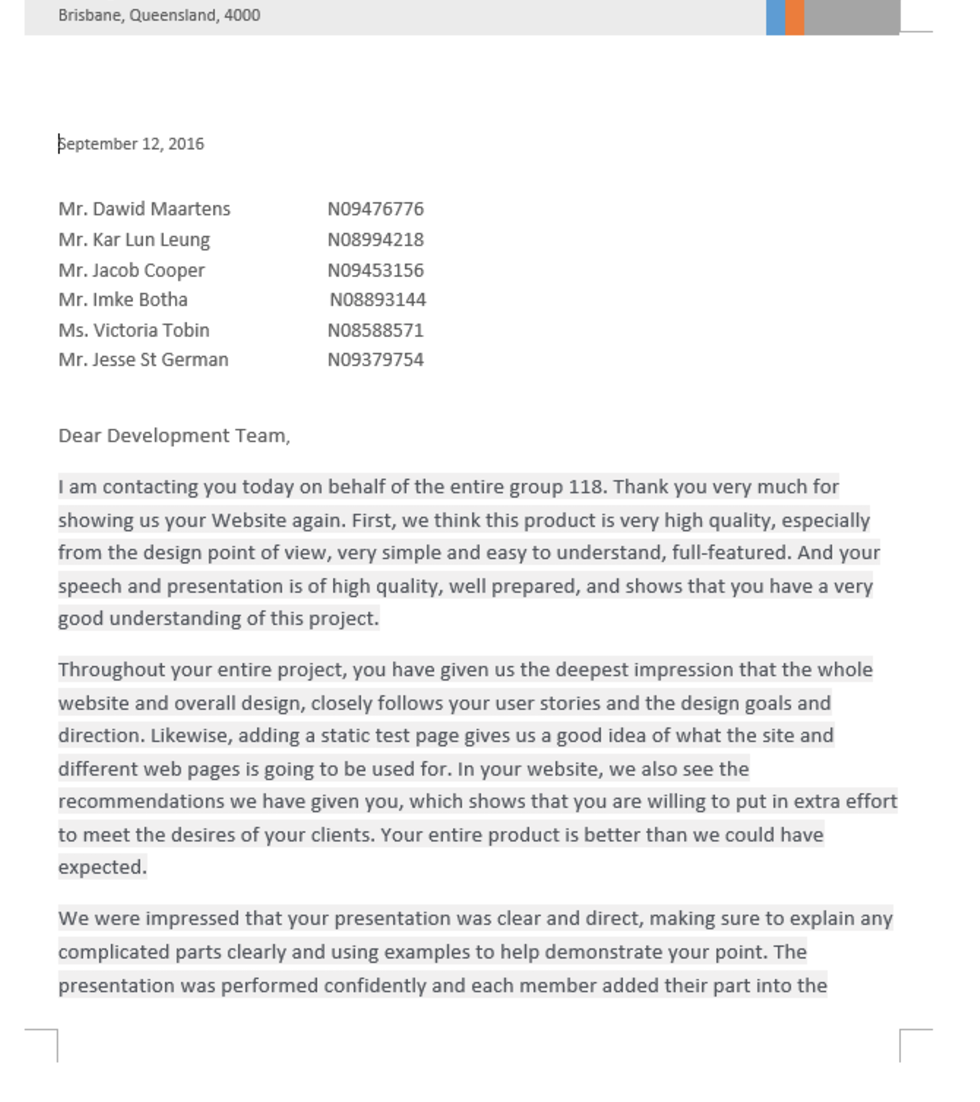 Brisbane, Queensland, 4000
September 12, 2016
Mr. Dawid Maartens N09476776
Mr. Kar Lun Leung N08994218
Mr. Jacob Cooper N09453156
Mr. Imke Botha N08893144
Ms. Victoria Tobin N08588571
Mr. Jesse St German N09379754
Dear Development Team,
I am contacting you today on behalf of the entire group 118. Thank you very much for
showing us your Website again. First, we think this product is very high quality, especially
from the design point of view, very simple and easy to understand, full-featured. And your
speech and presentation is of high quality, well prepared, and shows that you have a very
good understanding of this project.
Throughout your entire project, you have given us the deepest impression that the whole
website and overall design, closely follows your user stories and the design goals and
direction. Likewise, adding a static test page gives us a good idea of what the site and
different web pages is going to be used for. In your website, we also see the
recommendations we have given you, which shows that you are willing to put in extra effort
to meet the desires of your clients. Your entire product is better than we could have
expected.
We were impressed that your presentation was clear and direct, making sure to explain any
complicated parts clearly and using examples to help demonstrate your point. The
presentation was performed confidently and each member added their part into the